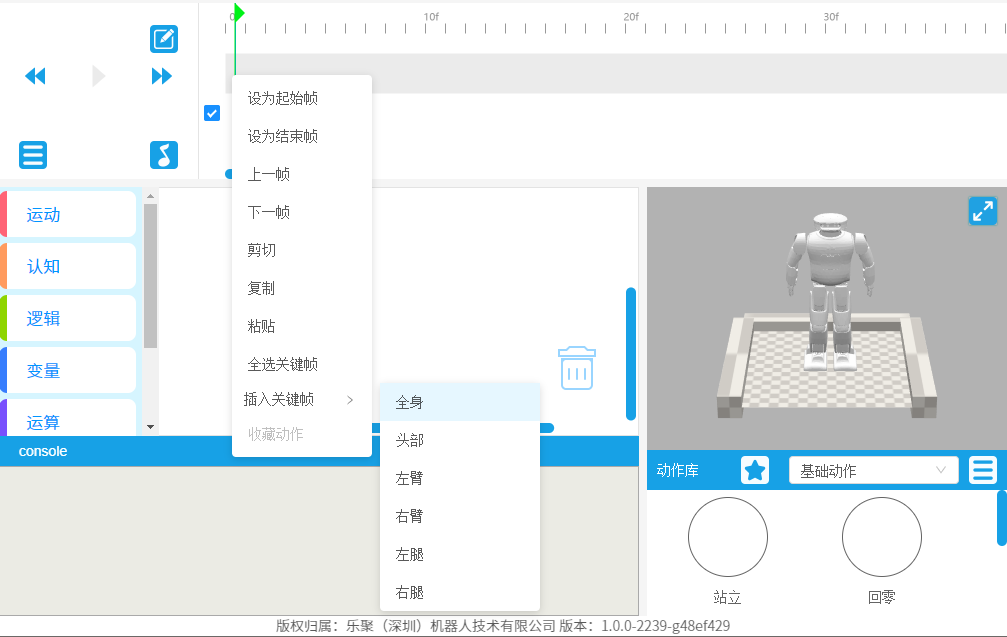 0f
10f
20f
30f
设为起始帧
设为结束帧
上一帧
下一帧
剪切
复制
粘贴
全选关键帧
插入关键帧
收藏动作
运动
认知
逻辑
变量
运算
全身
头部
左臂
右臂
左腿
右腿
console
动作库
基础动作
站立
回零
版权归属：乐聚（深圳）机器人技术有限公司 版本：1.0.0-2239-g48ef429